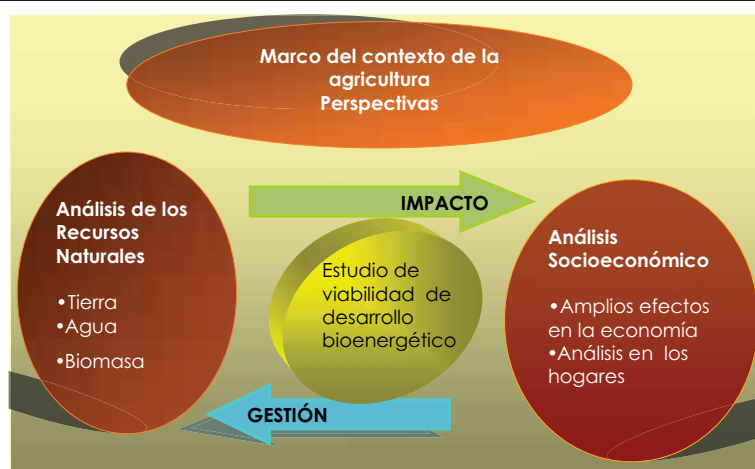 Marco del contexto de la
agricultura
Perspectivas
IMPACTO
Análisis de los
Recursos
Naturales
•Tierra
•Agua
•Biomasa
Estudio de
viabilidad de
desarrollo
bioenergético
Análisis
Socioeconómico
•Amplios efectos
en la economía
•Análisis en los
hogares
GESTIÓN